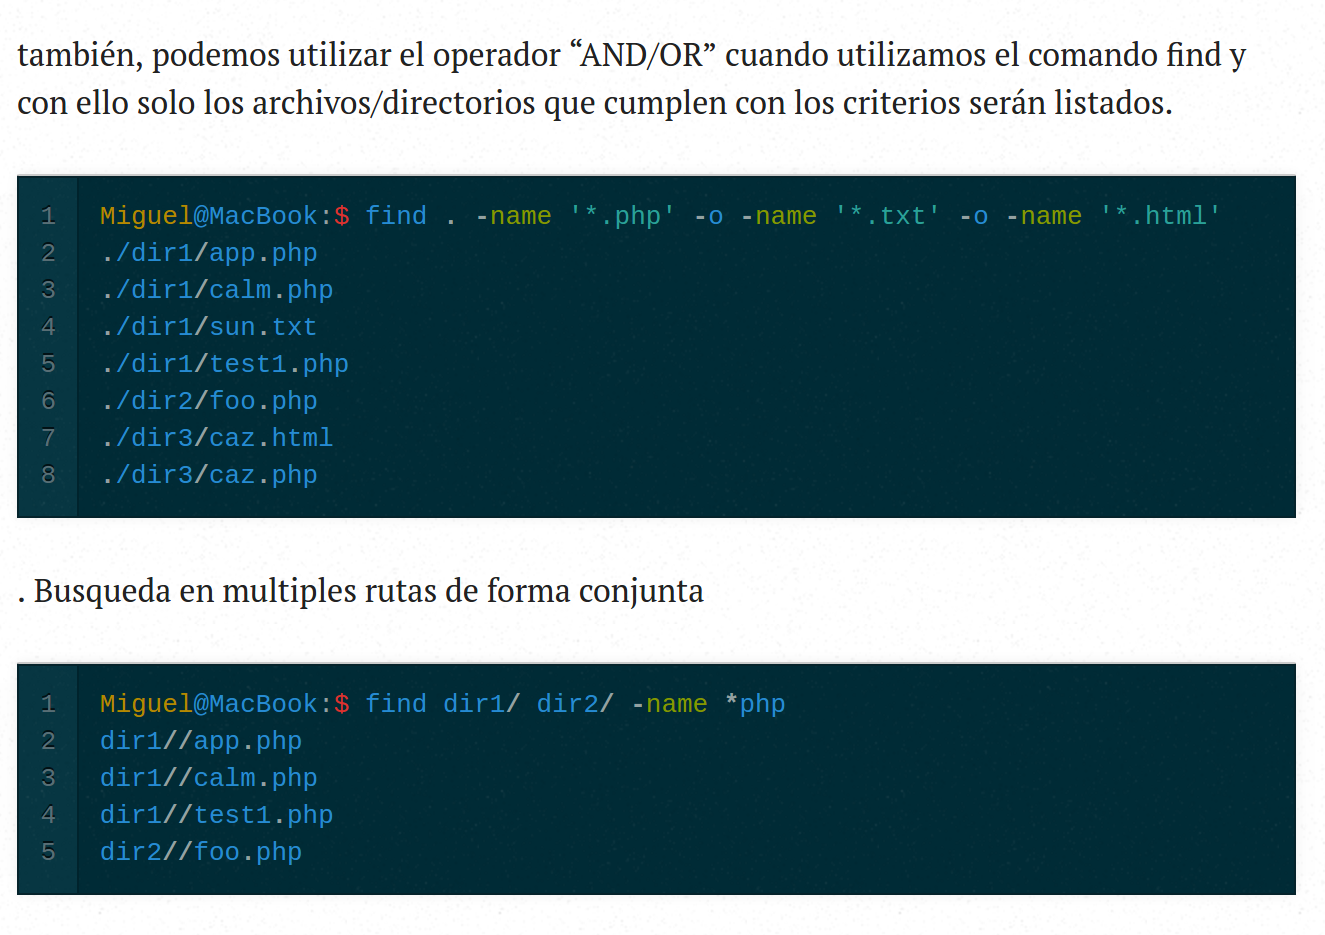 también, podemos utilizar el operador “AND/OR” cuando utilizamos el comando find y
con ello solo los archivos/directorios que cumplen con los criterios serán listados.
1 Miguel@MacBook:$ find . -name '*.php' -o -name '*.txt' -o -name '*.html'
2 ./dir1/app.php
3 ./dir1/calm.php
4 ./dir1/sun.txt
5 ./dir1/test1.php
6 ./dir2/foo.php
7 ./dir3/caz.html
8 ./dir3/caz.php
. Busqueda en multiples rutas de forma conjunta
1 Miguel@MacBook:$ find dir1/ dir2/ -name *php
2 dir1//app.php
3 dir1//calm.php
4 dir1//test1.php
5 dir2//foo.php